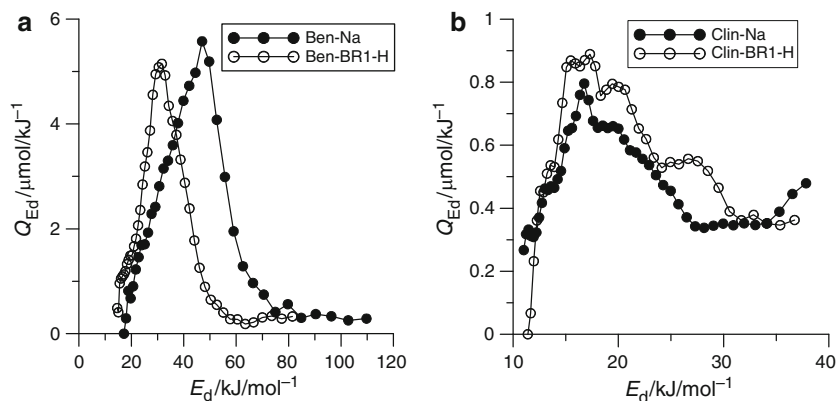 a
Ben-Na
Ben-BR1-H
Q_Ed/μmol/kJ⁻¹
8
6
4
2
0
0 20 40 60 80 100 120
E_d/kJ/mol⁻¹
b
Clin-Na
Clin-BR1-H
Q_Ed/μmol/kJ⁻¹
1
0.8
0.6
0.4
0.2
0
10 20 30 40
E_d/kJ/mol⁻¹